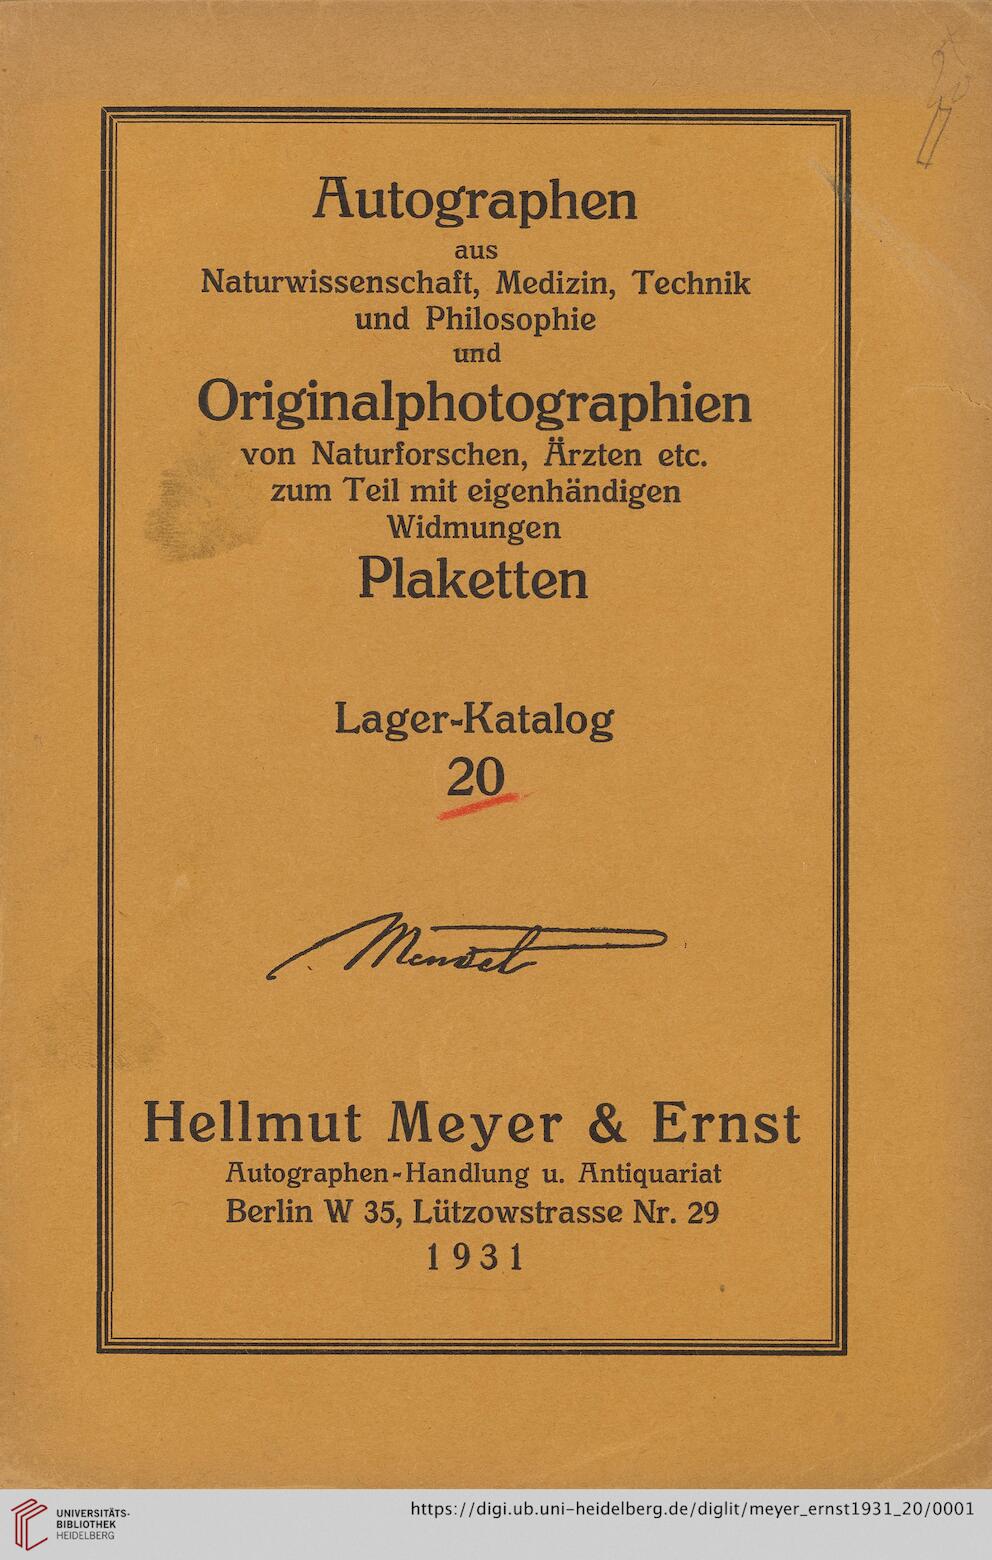 Autographen
aus
Naturwissenschaft, Medizin, Technik
und Philosophie
und
Originalphotographien
von Naturforschen, Ärzten etc.
zum Teil mit eigenhändigen
Widmungen
Plaketten
Lager-Katalog
20
Hellmut Meyer & Ernst
Autographen-Handlung u. Antiquariat
Berlin W 35, Lützowstrasse Nr. 29
1931
UNIVERSITÄTS-
BIBLIOTHEK
HEIDELBERG
https://digi.ub.uni-heidelberg.de/diglit/meyer_ernst1931_20/0001